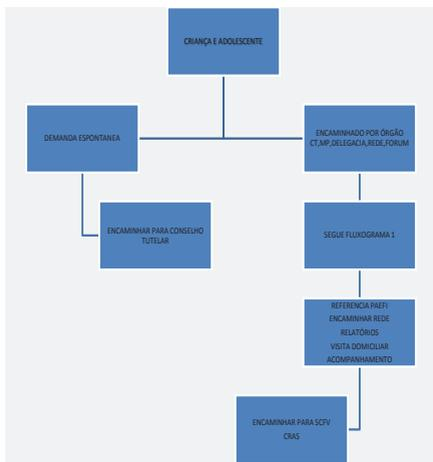 CRIANÇA E ADOLESCENTE
DEMANDA ESPONTANEA
ENCAMINHADO POR ÓRGÃO
CT,MP,DELEGACIA,REDE,FORUM
ENCAMINHAR PARA CONSELHO
TUTELAR
SEGUE FLUXOGRAMA 1
REFERENCIA PAEFI
ENCAMINHAR REDE
RELATÓRIOS
VISITA DOMICILIAR
ACOMPANHAMENTO
ENCAMINHAR PARA SCFV
CRAS